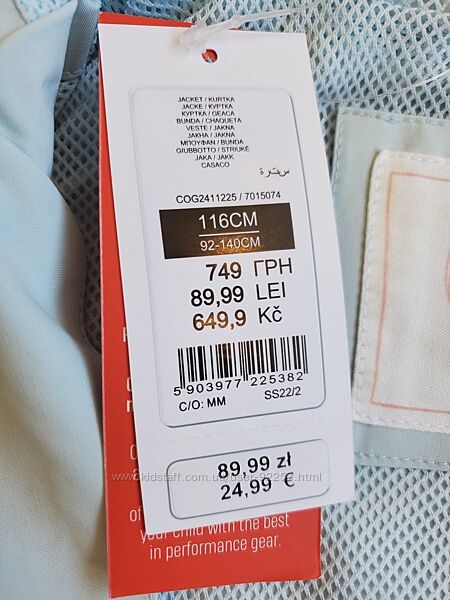 JACKET / KURTKA
JACKE / KУРТКА
КУРТКА / GEACA
BUNDA / CHAQUETA
VESTE / JAKNA
JAKHA / JAKNA
ΜΠΟΥΦΑΝ / BUNDA
GIUBBOTTO / STRIUKĖ
JAKA / JAKK
CASACO
سترة
COG2411225 / 7015074
116CM
92-140CM
749 ГРН
89,99 LEI
649,9 Kč
5 903977 225382
C/O: MM SS22/2
89,99 zł
24,99 €
of
your child with the best
in performance gear.